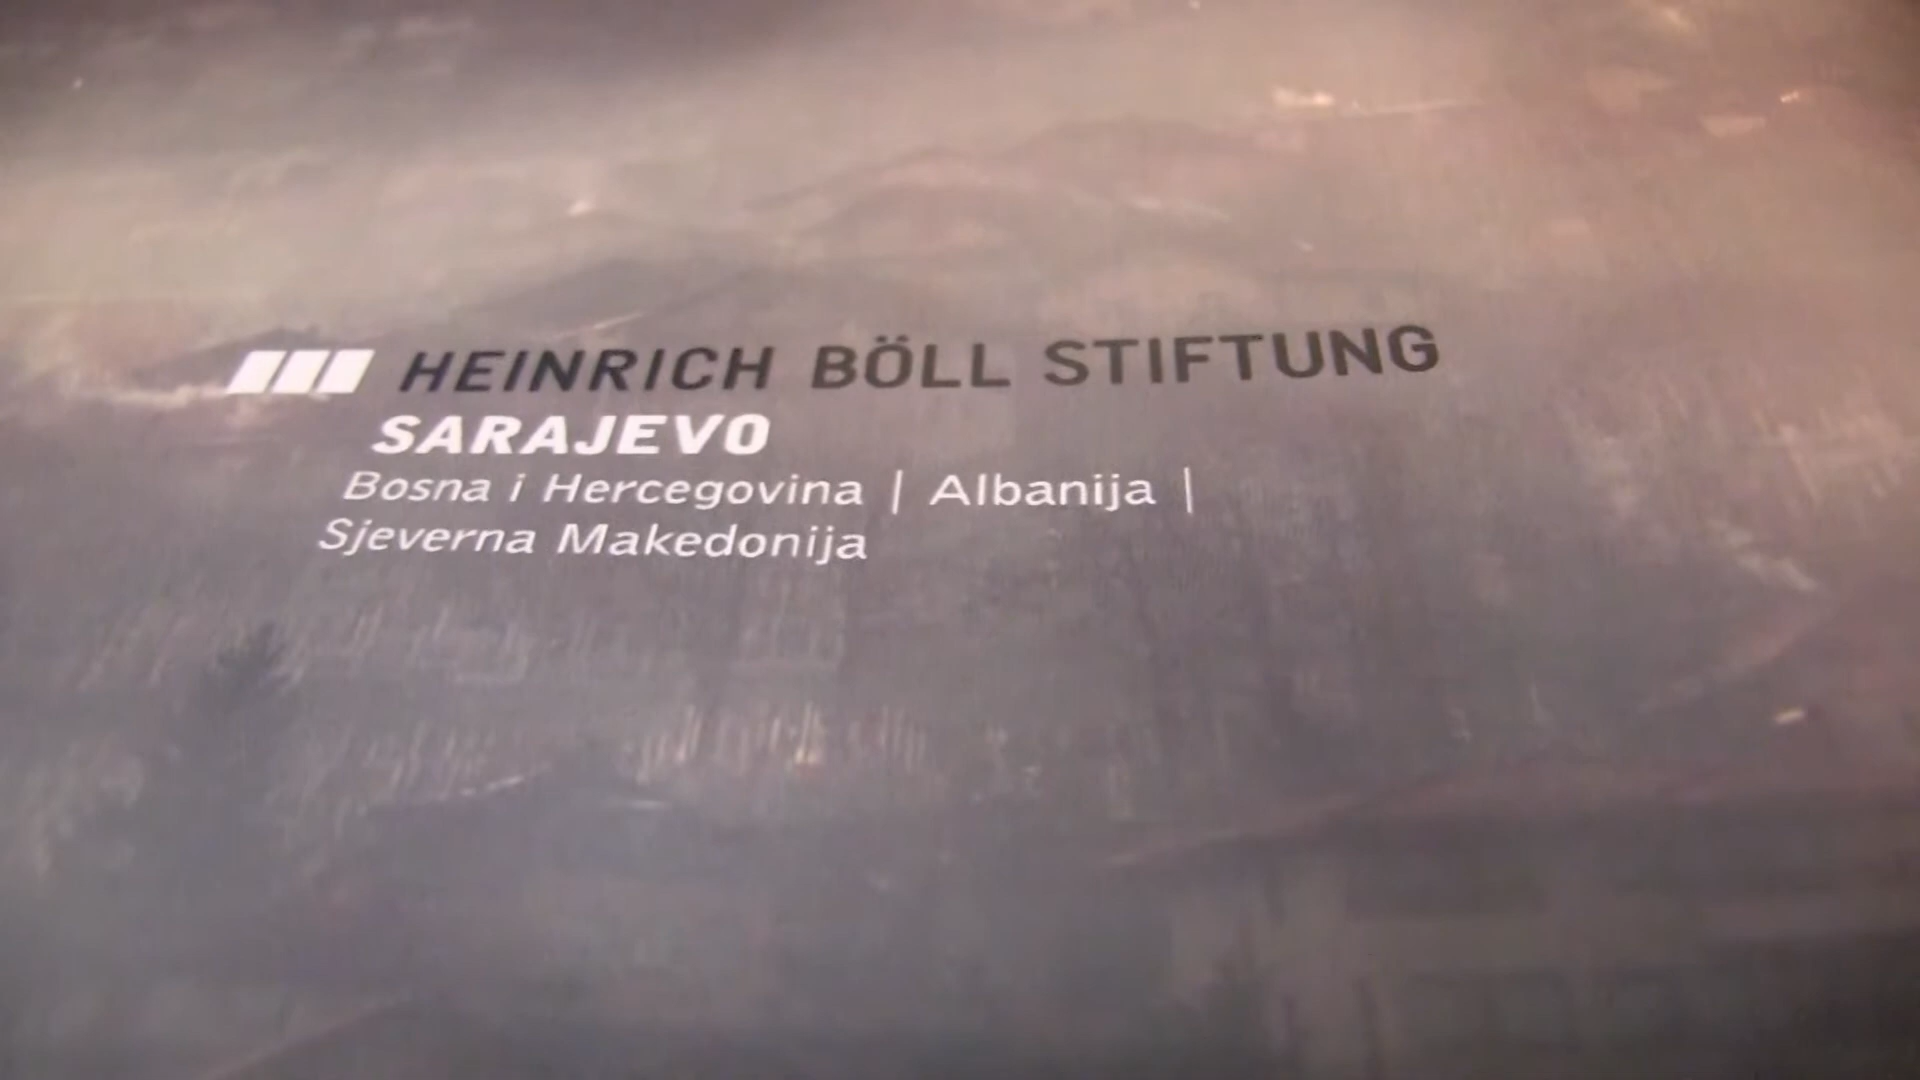 HEINRICH BÖLL STIFTUNG
SARAJEVO
Bosna i Hercegovina | Albanija |
Sjeverna Makedonija